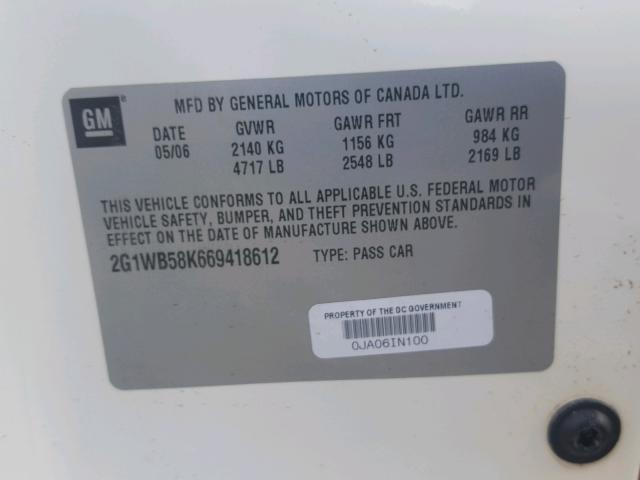 GM
MFD BY GENERAL MOTORS OF CANADA LTD.
DATE GVWR GAWR FRT GAWR RR
05/06 2140 KG 1156 KG 984 KG
4717 LB 2548 LB 2169 LB
THIS VEHICLE CONFORMS TO ALL APPLICABLE U.S. FEDERAL MOTOR
VEHICLE SAFETY, BUMPER, AND THEFT PREVENTION STANDARDS IN
EFFECT ON THE DATE OF MANUFACTURE SHOWN ABOVE.
2G1WB58K669418612 TYPE: PASS CAR
PROPERTY OF THE DC GOVERNMENT
0JA06IN100